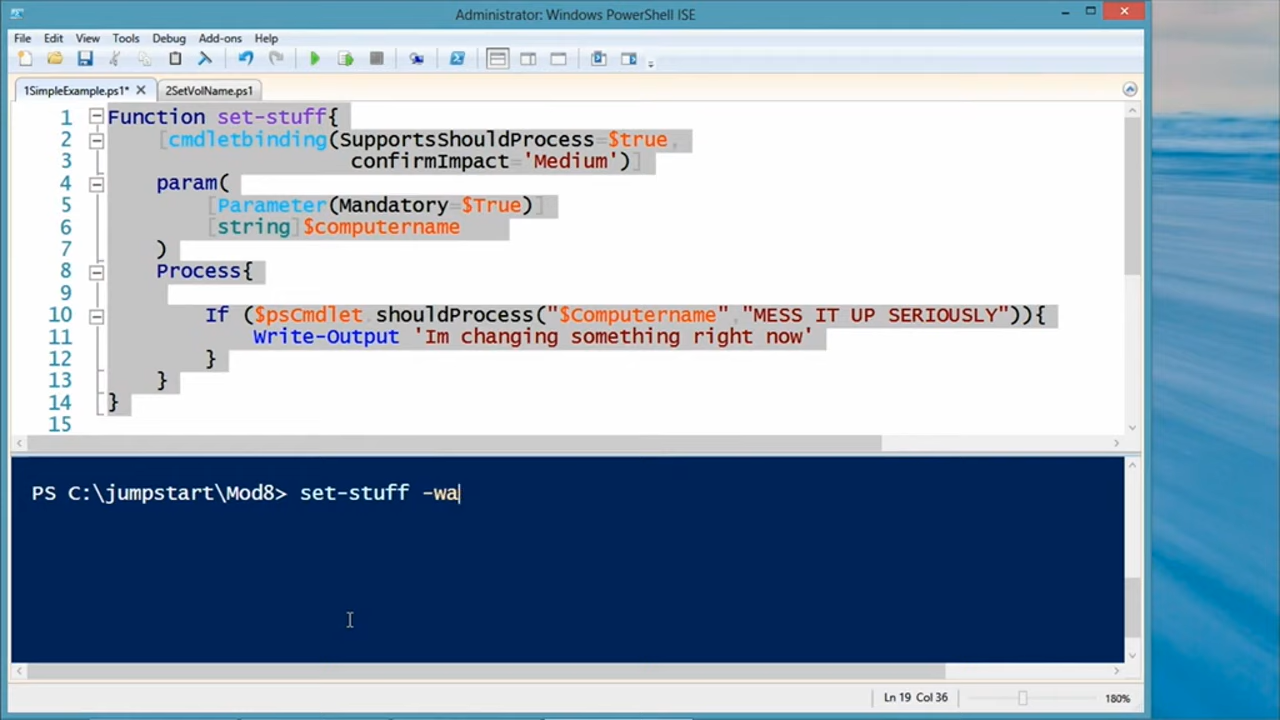 Administrator: Windows PowerShell ISE
File Edit View Tools Debug Add-ons Help
1SimpleExample.ps1* 2SetVolName.ps1
1 Function set-stuff{
2 [cmdletbinding(SupportsShouldProcess=$true,
3 confirmImpact='Medium')]
4 param(
5 [Parameter(Mandatory=$True)]
6 [string]$computername
7 )
8 Process{
9
10 If ($psCmdlet.shouldProcess("$Computername","MESS IT UP SERIOUSLY")){
11 Write-Output 'Im changing something right now'
12 }
13 }
14 }
15
PS C:\jumpstart\Mod8> set-stuff -wa
Ln 19 Col 36 180%